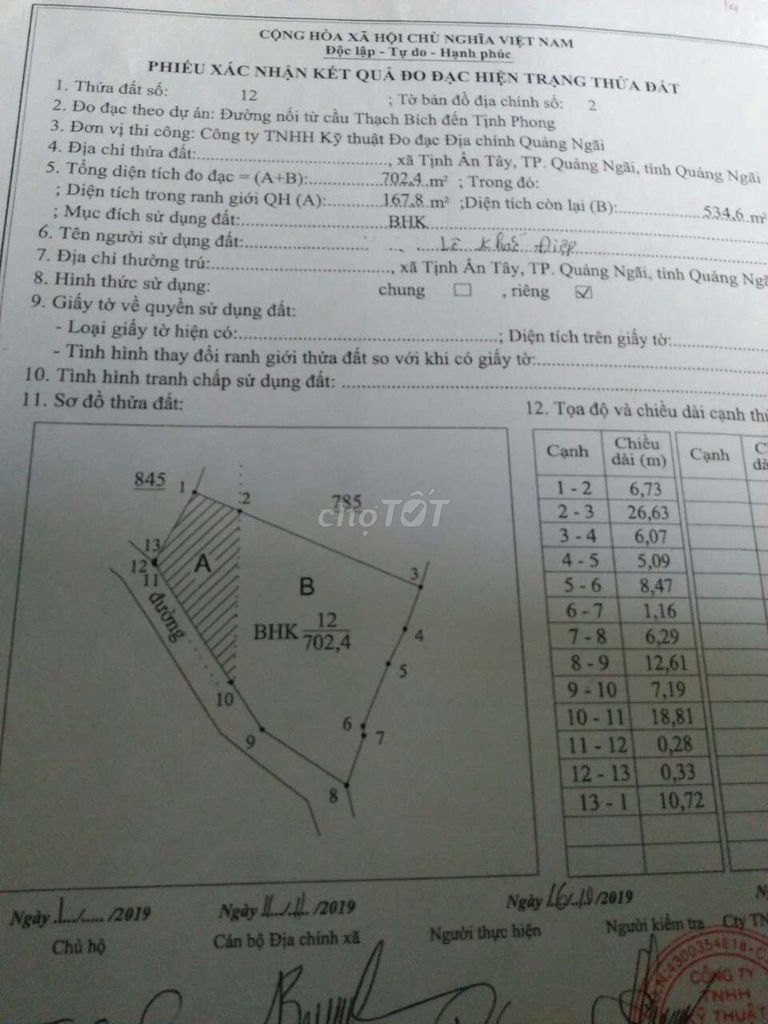 CỘNG HÒA XÃ HỘI CHỦ NGHĨA VIỆT NAM
Độc lập - Tự do - Hạnh phúc
PHIẾU XÁC NHẬN KẾT QUẢ ĐO ĐẠC HIỆN TRẠNG THỬA ĐẤT
1. Thửa đất số: 12 ; Tờ bản đồ địa chính số: 2
2. Đo đạc theo dự án: Đường nối từ cầu Thạch Bích đến Tịnh Phong
3. Đơn vị thi công: Công ty TNHH Kỹ thuật Đo đạc Địa chính Quảng Ngãi
4. Địa chỉ thửa đất:............, xã Tịnh Ấn Tây, TP. Quảng Ngãi, tỉnh Quảng Ngãi
5. Tổng diện tích đo đạc = (A+B):............702,4 m² ; Trong đó:
; Diện tích trong ranh giới QH (A):............167,8 m² ;Diện tích còn lại (B):............534,6 m²
; Mục đích sử dụng đất:............BHK
6. Tên người sử dụng đất:............Lê Khắc Điệp
7. Địa chỉ thường trú:............, xã Tịnh Ấn Tây, TP. Quảng Ngãi, tỉnh Quảng Ngã
8. Hình thức sử dụng: chung ☐ , riêng ☑
9. Giấy tờ về quyền sử dụng đất:
- Loại giấy tờ hiện có:............; Diện tích trên giấy tờ:............
- Tình hình thay đổi ranh giới thửa đất so với khi có giấy tờ:............
10. Tình hình tranh chấp sử dụng đất: ............
11. Sơ đồ thửa đất:
845
1
2
785
chợTỐT
13
12
11
A
B
3
đường
BHK 12
702,4
4
5
10
6
7
9
8
12. Tọa độ và chiều dài cạnh thử
Cạnh Chiều dài (m) Cạnh C
dà
1 - 2 6,73
2 - 3 26,63
3 - 4 6,07
4 - 5 5,09
5 - 6 8,47
6 - 7 1,16
7 - 8 6,29
8 - 9 12,61
9 - 10 7,19
10 - 11 18,81
11 - 12 0,28
12 - 13 0,33
13 - 1 10,72
Ngày 1../...../2019 Ngày 11../.11. /2019 Ngày 16/.10/2019 N
Chủ hộ Cán bộ Địa chính xã Người thực hiện Người kiểm tra Cty TN
.N:4300354818-C
CÔNG TY
TNHH
KỸ THUẬT